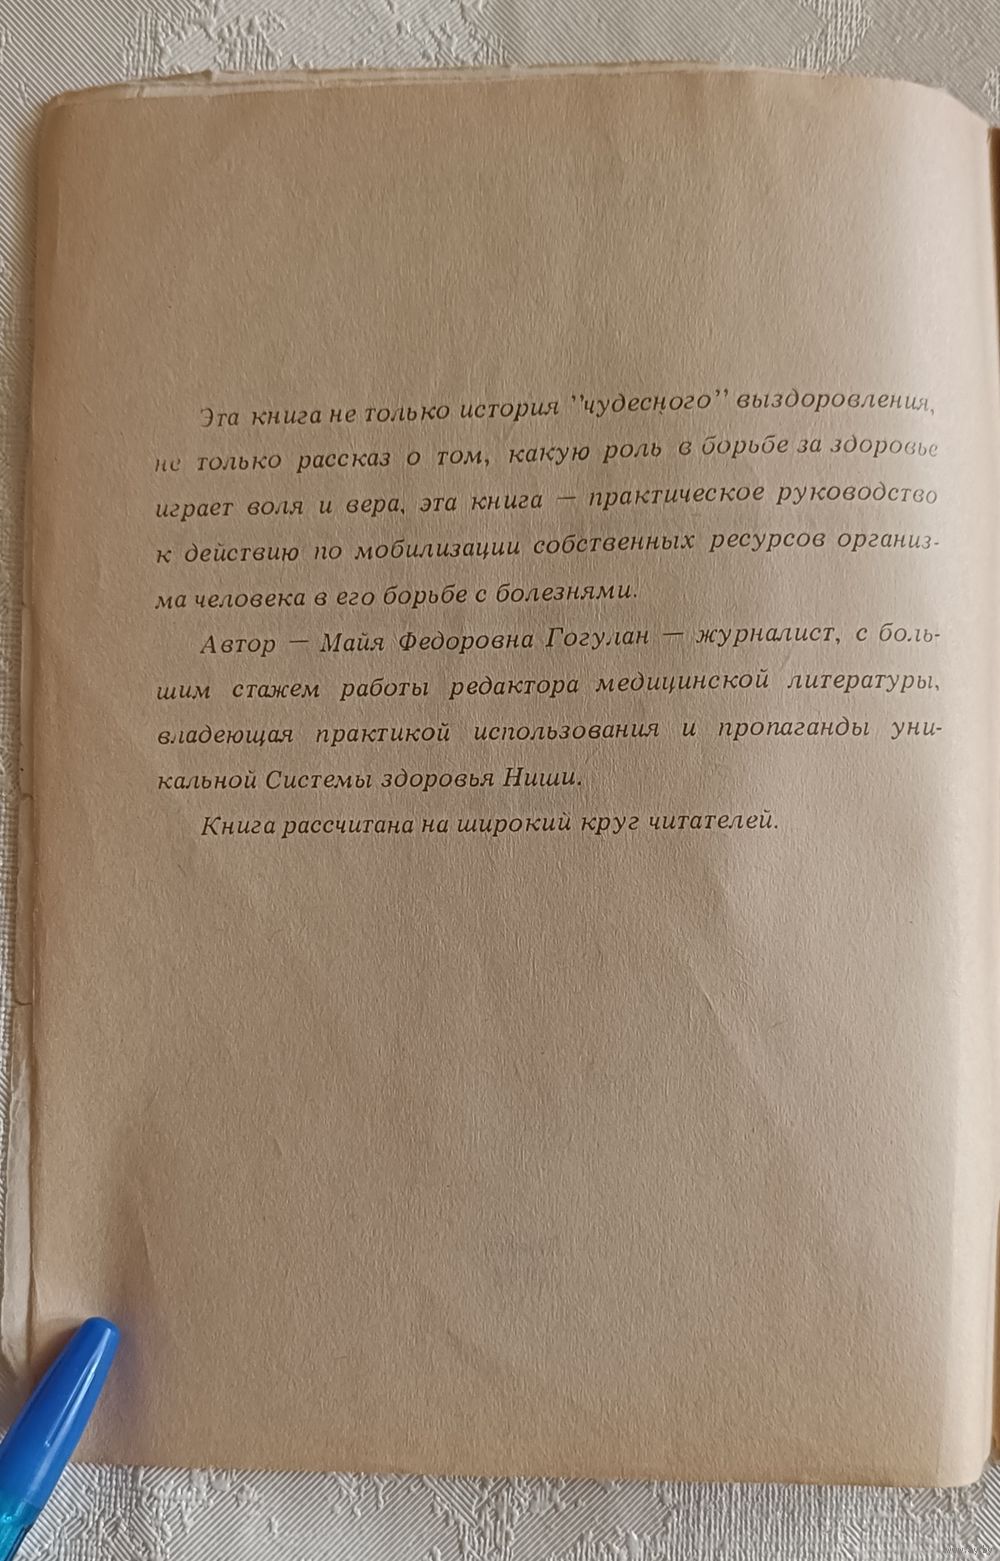 Эта книга не только история "чудесного" выздоровления,
не только рассказ о том, какую роль в борьбе за здоровье
играет воля и вера, эта книга — практическое руководство
к действию по мобилизации собственных ресурсов организ-
ма человека в его борьбе с болезнями.
Автор — Майя Федоровна Гогулан — журналист, с боль-
шим стажем работы редактора медицинской литературы,
владеющая практикой использования и пропаганды уни-
кальной Системы здоровья Ниши.
Книга рассчитана на широкий круг читателей.